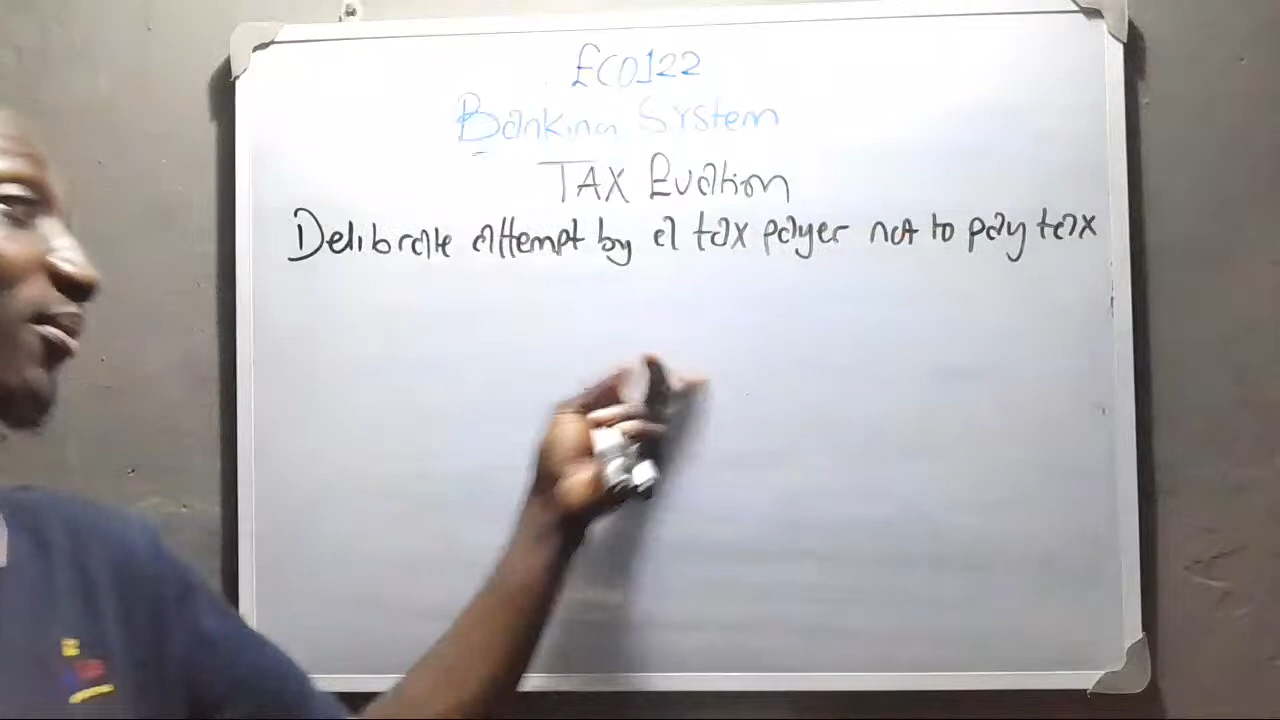 ECO122
Banking System
TAX Evation
Delibrate attempt by a tax payer not to pay tax